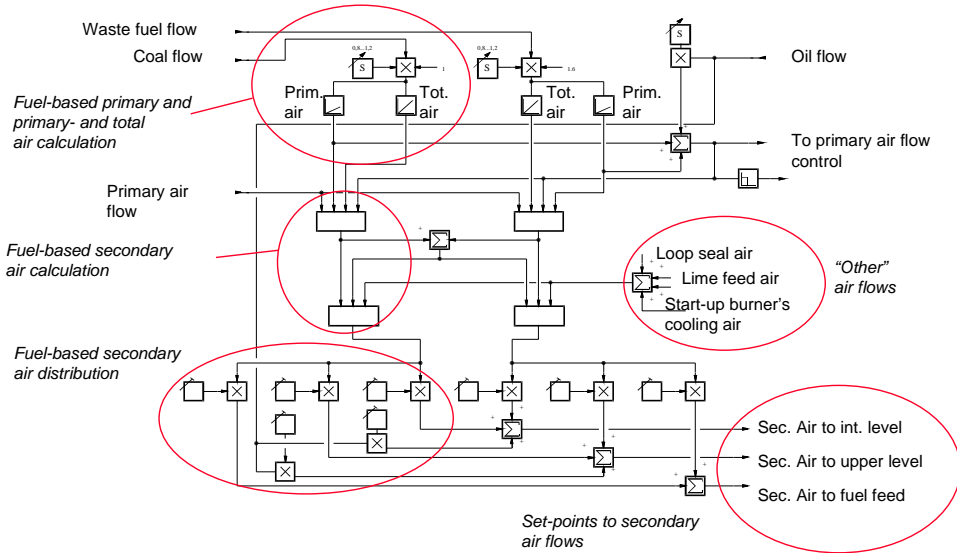 Waste fuel flow
Coal flow
0,8...1,2
S
1
0,8...1,2
S
1.6
S
Oil flow
Prim.
air
Tot.
air
Tot.
air
Prim.
air
Fuel-based primary and
primary- and total
air calculation
To primary air flow
control
Primary air
flow
Fuel-based secondary
air calculation
Loop seal air
Lime feed air
Start-up burner's
cooling air
“Other”
air flows
Fuel-based secondary
air distribution
Sec. Air to int. level
Sec. Air to upper level
Sec. Air to fuel feed
Set-points to secondary
air flows